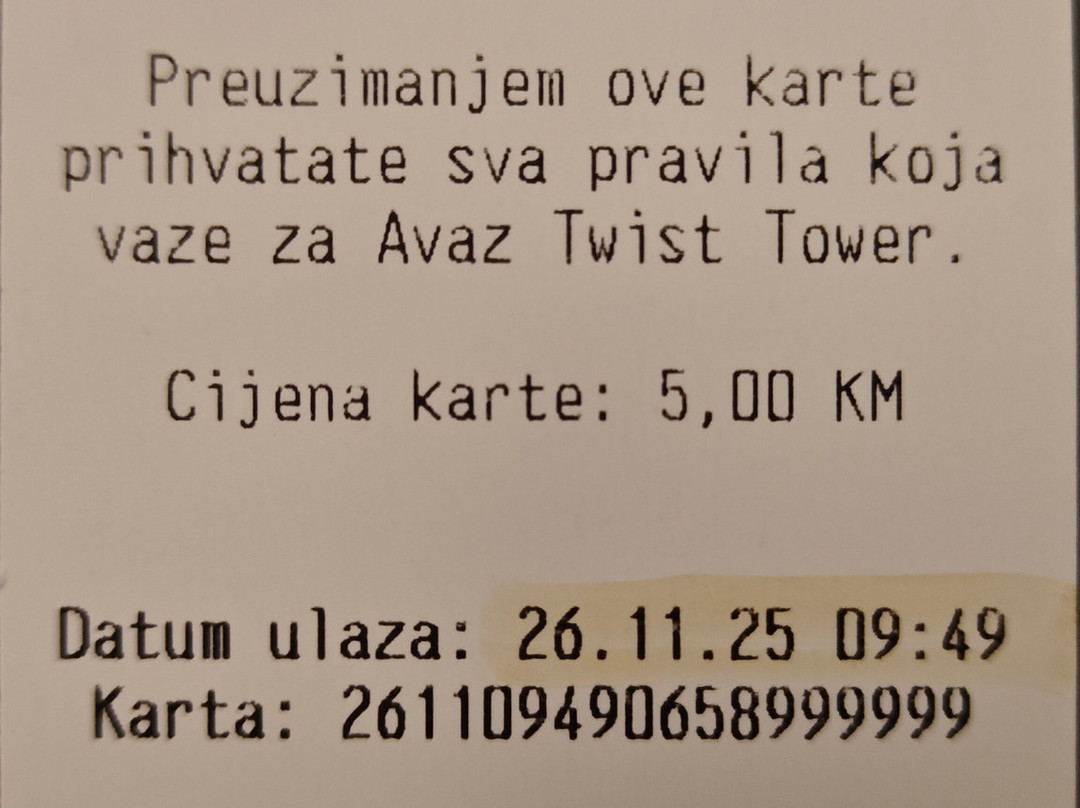 Preuzimanjem ove karte
prihvatate sva pravila koja
vaze za Avaz Twist Tower.
Cijena karte: 5,00 KM
Datum ulaza: 26.11.25 09:49
Karta: 261109490658999999